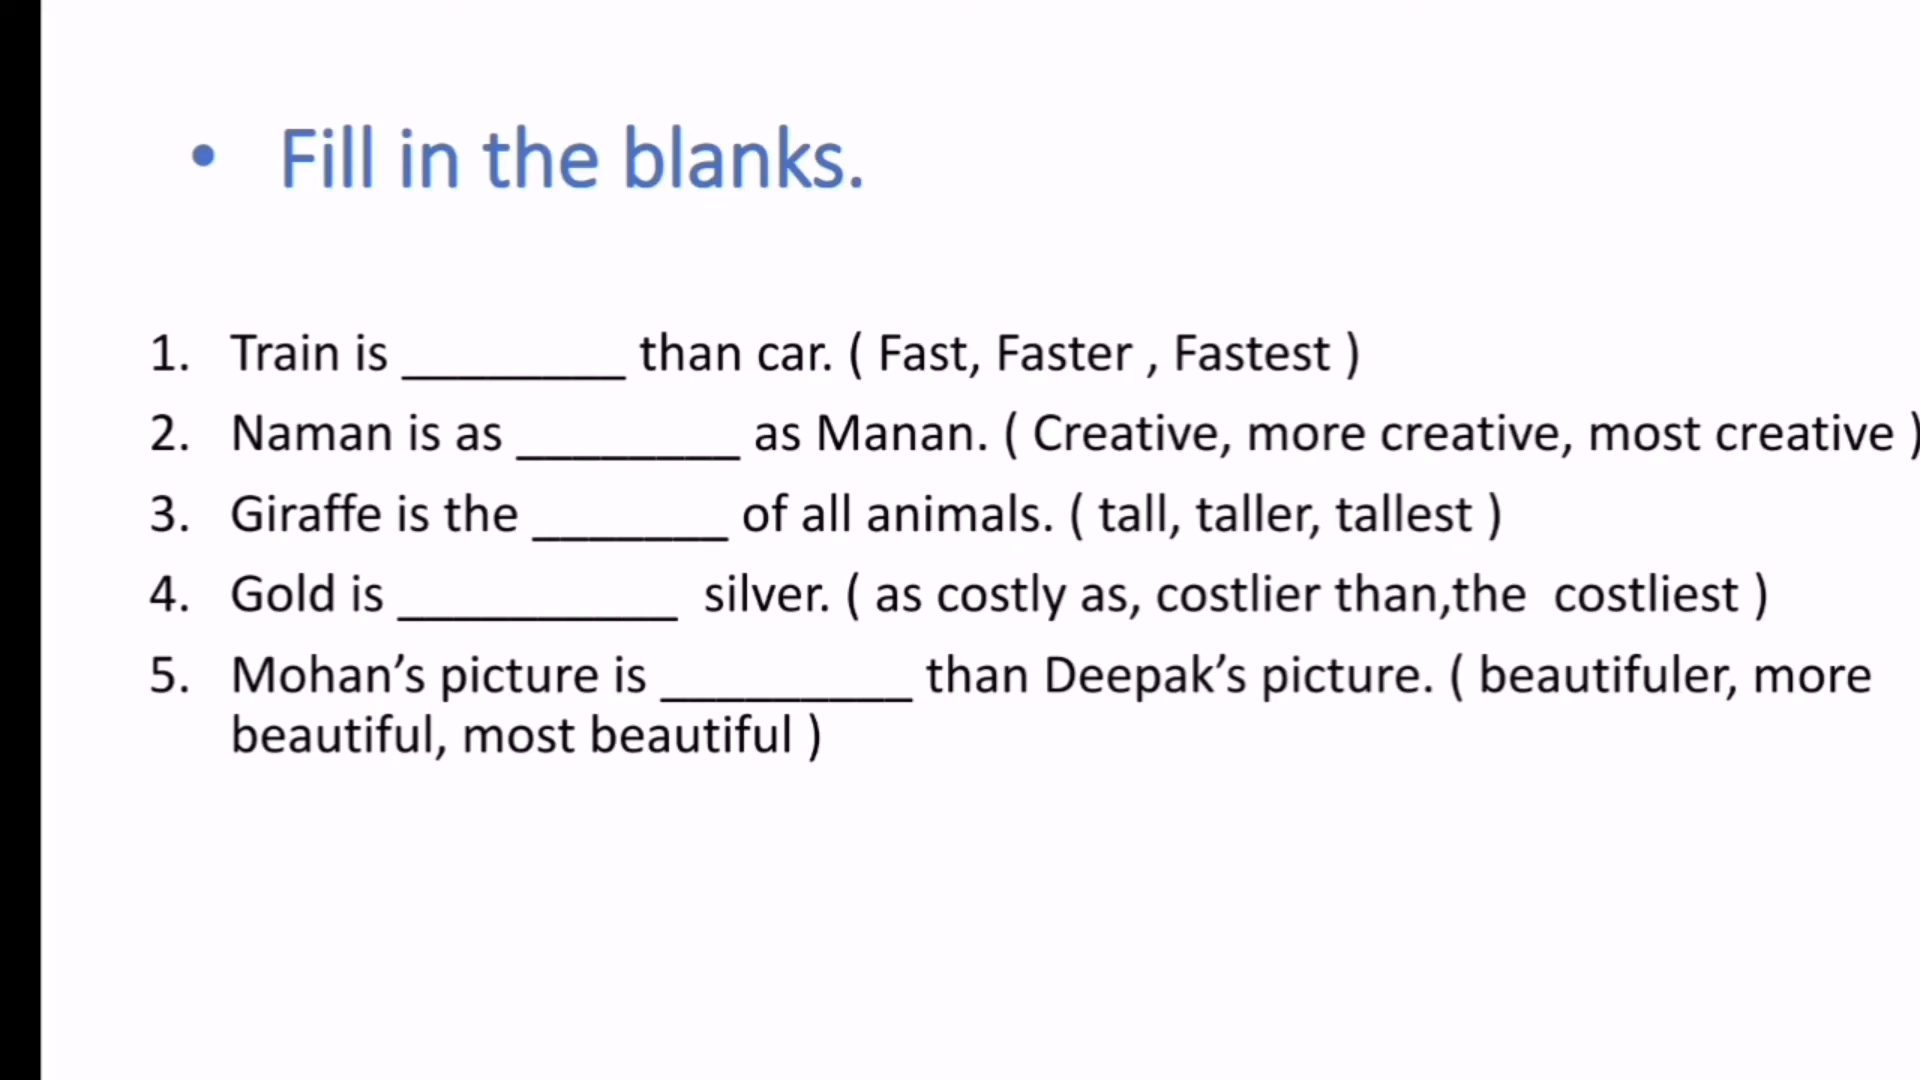 • Fill in the blanks.
1. Train is ________ than car. ( Fast, Faster , Fastest )
2. Naman is as ________ as Manan. ( Creative, more creative, most creative )
3. Giraffe is the _______ of all animals. ( tall, taller, tallest )
4. Gold is __________ silver. ( as costly as, costlier than,the costliest )
5. Mohan’s picture is _________ than Deepak’s picture. ( beautifuler, more
beautiful, most beautiful )